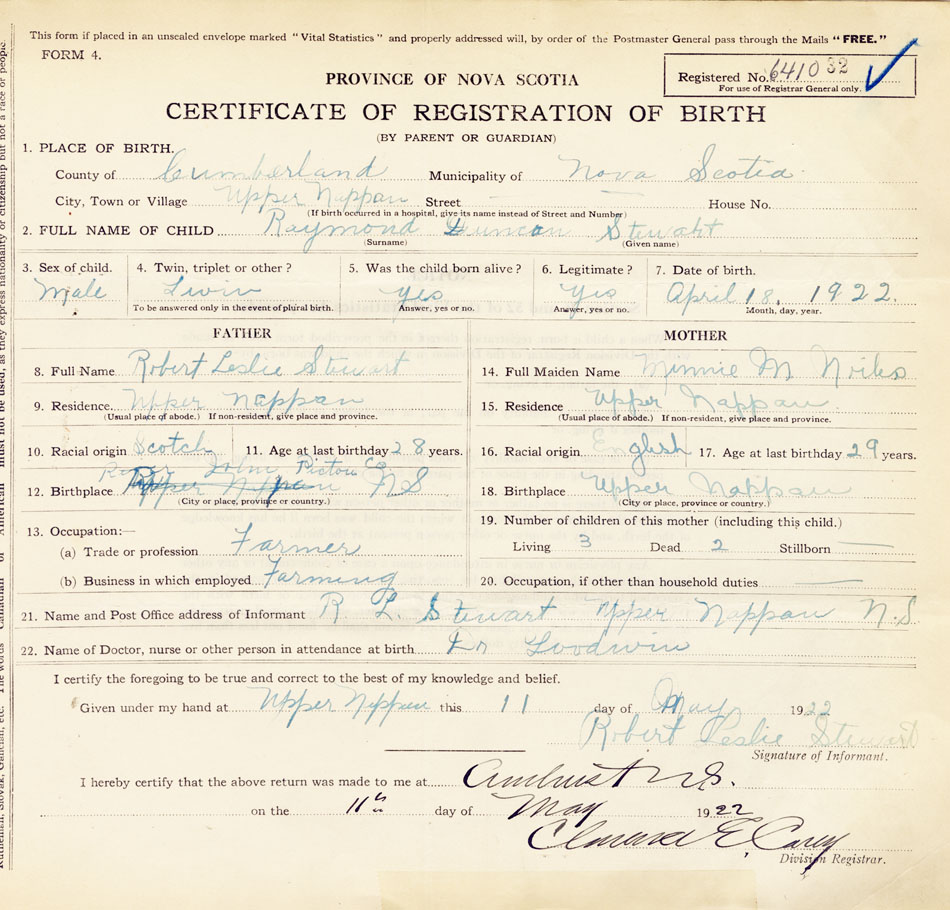 This form if placed in an unsealed envelope marked "Vital Statistics" and properly addressed will, by order of the Postmaster General pass through the Mails "FREE."
FORM 4.
PROVINCE OF NOVA SCOTIA
Registered No. 641032
For use of Registrar General only.
CERTIFICATE OF REGISTRATION OF BIRTH
(BY PARENT OR GUARDIAN)
1. PLACE OF BIRTH.
County of Cumberland Municipality of Nova Scotia
City, Town or Village Upper Nappan Street — House No.
(If birth occurred in a hospital, give its name instead of Street and Number)
2. FULL NAME OF CHILD Raymond Duncan Stewart
(Surname) (Given name)
3. Sex of child. 4. Twin, triplet or other? 5. Was the child born alive? 6. Legitimate? 7. Date of birth.
Male Twin yes yes April 18, 1922.
To be answered only in the event of plural birth. Answer, yes or no. Answer, yes or no. Month, day, year.
FATHER MOTHER
8. Full Name Robert Leslie Stewart 14. Full Maiden Name Minnie M
9. Residence. Upper Nappan 15. Residence Upper Nappan
(Usual place of abode.) If non-resident, give place and province. (Usual place of abode.) If non-resident, give place and province.
10. Racial origin Scotch 11. Age at last birthday 28 years. 16. Racial origin English 17. Age at last birthday 29 years.
River John Pictou Co
12. Birthplace Upper Nappan NS 18. Birthplace Upper Nappan
(City or place, province or country.) (City or place, province or country.)
13. Occupation:— 19. Number of children of this mother (including this child.)
(a) Trade or profession Farmer Living 3 Dead 2 Stillborn —
(b) Business in which employed Farming 20. Occupation, if other than household duties —
21. Name and Post Office address of Informant R. L. Stewart Upper Nappan N.S
22. Name of Doctor, nurse or other person in attendance at birth Dr Goodwin
I certify the foregoing to be true and correct to the best of my knowledge and belief.
Given under my hand at Upper Nappan this 11 day of May 1922
Robert Leslie Stewart
Signature of Informant.
I hereby certify that the above return was made to me at Amherst N.S.
on the 11th day of May 1922
Clarence E. Casey
Division Registrar.